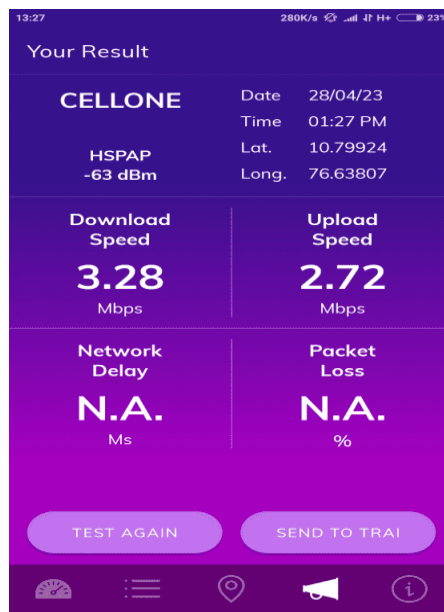 13:27 280K/s H+ 23%
Your Result
CELLONE
HSPAP
-63 dBm
Date 28/04/23
Time 01:27 PM
Lat. 10.79924
Long. 76.63807
Download
Speed
3.28
Mbps
Upload
Speed
2.72
Mbps
Network
Delay
N.A.
Ms
Packet
Loss
N.A.
%
TEST AGAIN
SEND TO TRAI